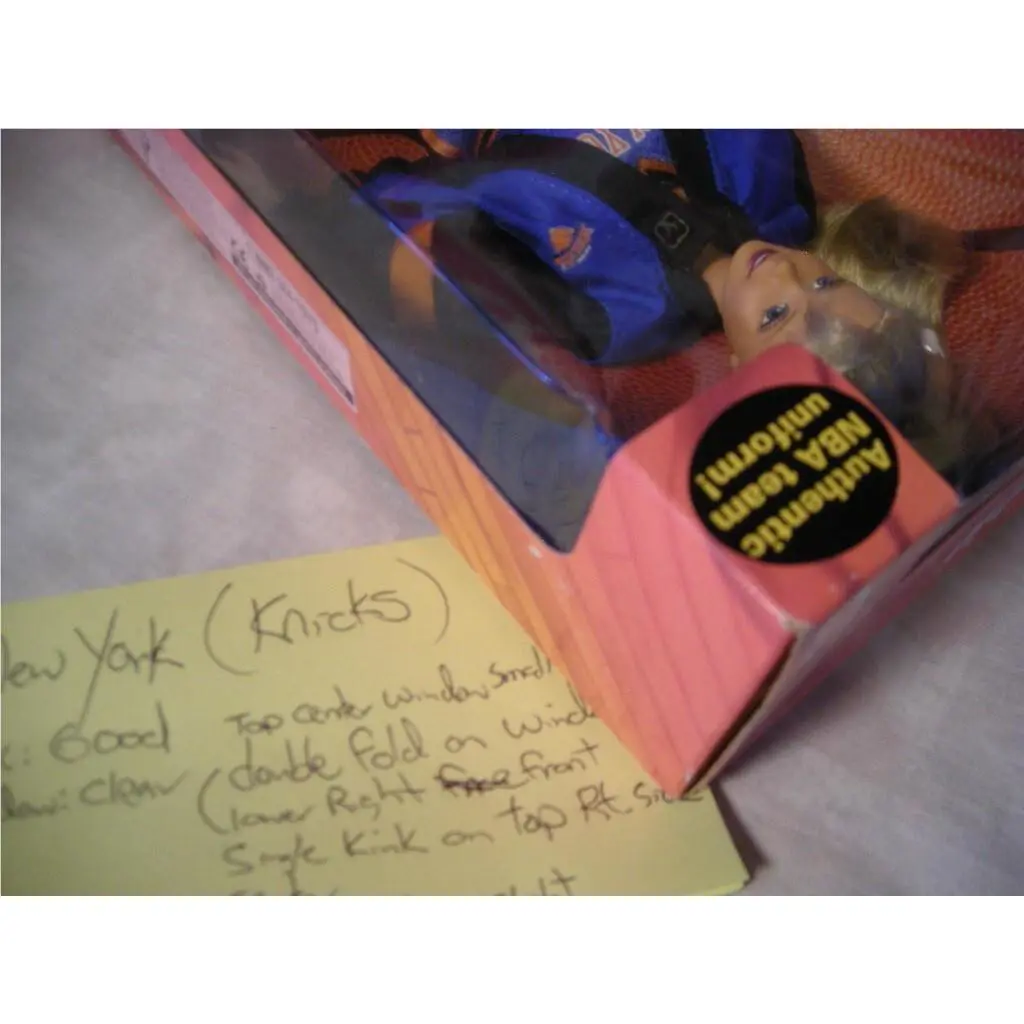 Authentic
NBA team
uniform!
New York (Knicks)
Good Top center window small
clear (double fold on
lower Right front
Single Kink on top Rt. Side